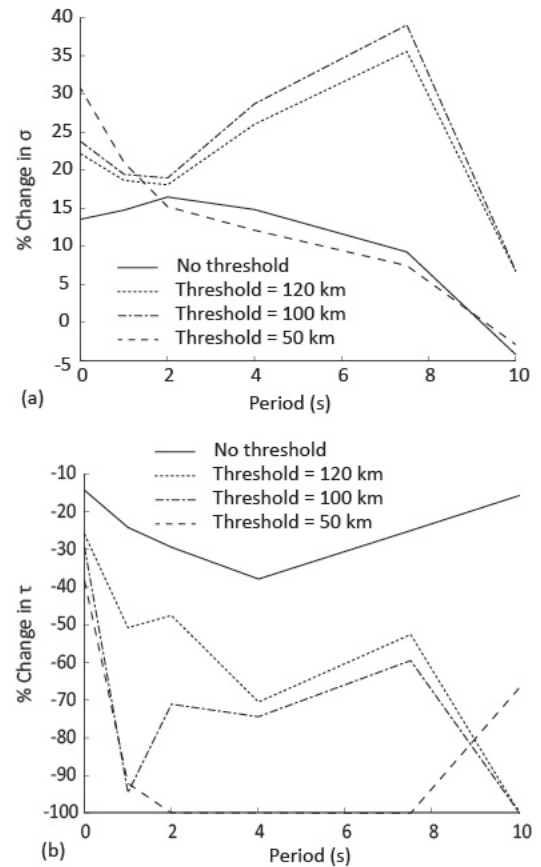 40
35
30
25
20
15
10
5
0
-5
% Change in σ
No threshold
Threshold = 120 km
Threshold = 100 km
Threshold = 50 km
0 2 4 6 8 10
(a)
Period (s)
No threshold
Threshold = 120 km
Threshold = 100 km
Threshold = 50 km
-10
-20
-30
-40
-50
-60
-70
-80
-90
-100
% Change in τ
0 2 4 6 8 10
(b)
Period (s)